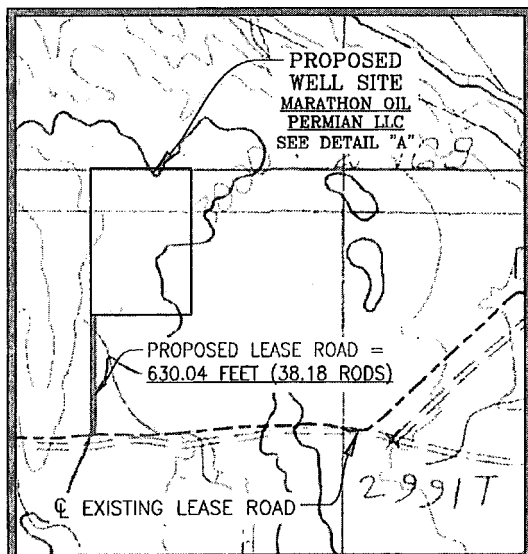 PROPOSED
WELL SITE
MARATHON OIL
PERMIAN LLC
SEE DETAIL "A"
PROPOSED LEASE ROAD =
630.04 FEET (38.18 RODS)
2991T
℄ EXISTING LEASE ROAD